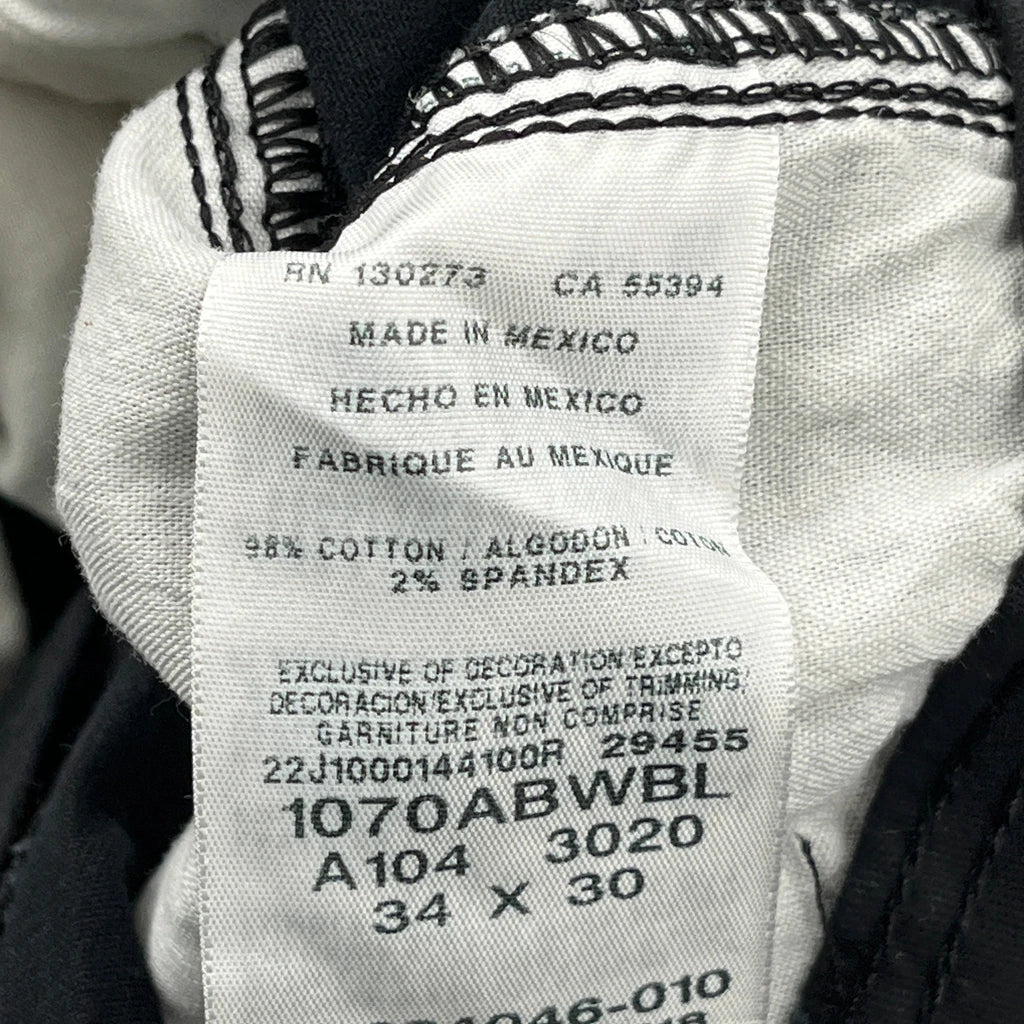 RN 130273 CA 55394
MADE IN MEXICO
HECHO EN MEXICO
FABRIQUE AU MEXIQUE
98% COTTON / ALGODON / COTON
2% SPANDEX
EXCLUSIVE OF DECORATION/EXCEPTO
DECORACION/EXCLUSIVE OF TRIMMING/
GARNITURE NON COMPRISE
22J1000144100R 29455
1070ABWBL
A104 3020
34 X 30